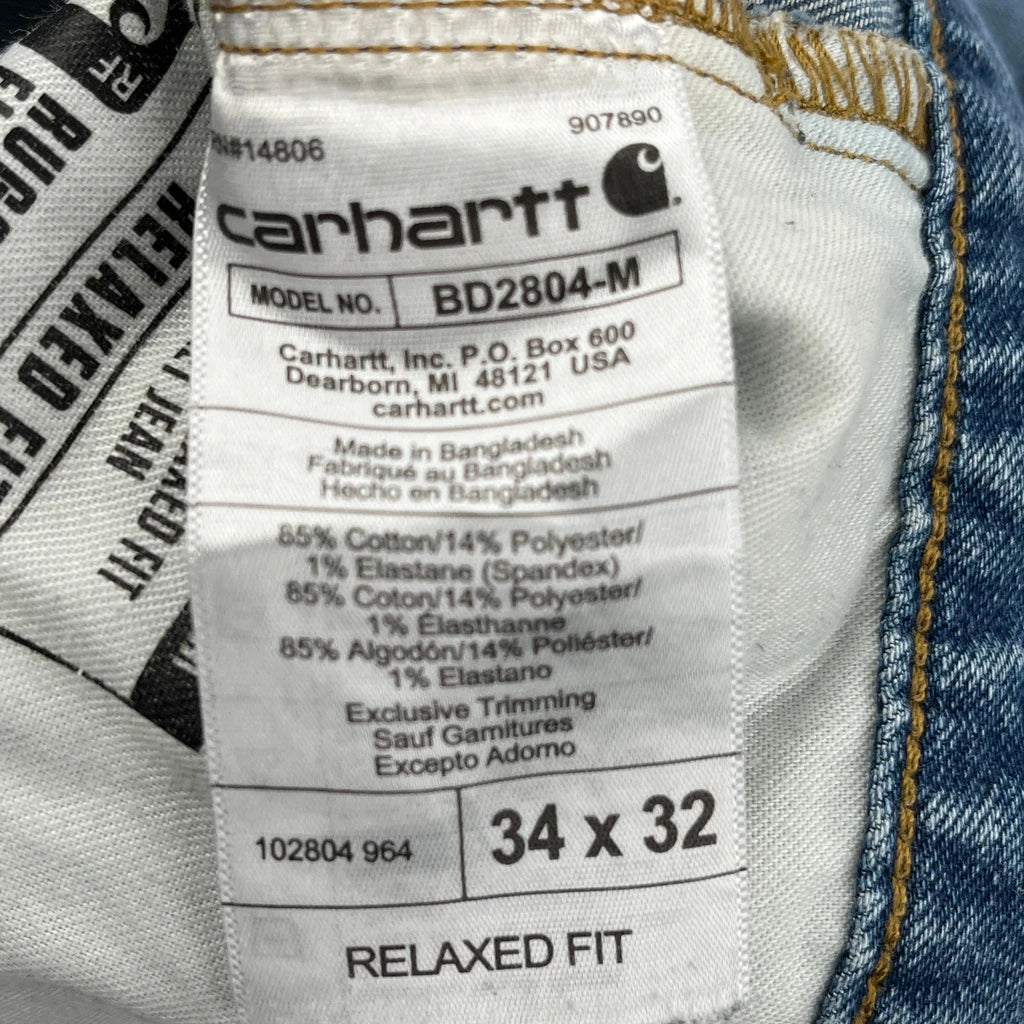 RF
RUGG
RELAXED FIT
T JEAN
RELAXED FIT
RN#14806
907890
carhartt
MODEL NO. BD2804-M
Carhartt, Inc. P.O. Box 600
Dearborn, MI 48121 USA
carhartt.com
Made in Bangladesh
Fabriqué au Bangladesh
Hecho en Bangladesh
85% Cotton/14% Polyester/
1% Elastane (Spandex)
85% Coton/14% Polyester/
1% Élasthanne
85% Algodón/14% Poliéster/
1% Elastano
Exclusive Trimming
Sauf Garnitures
Excepto Adorno
102804 964
34 x 32
RELAXED FIT